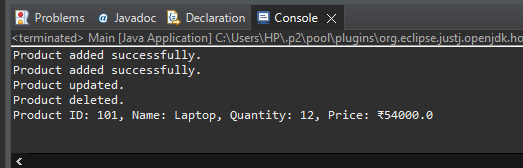 Problems Javadoc Declaration Console
<terminated> Main [Java Application] C:\Users\HP\.p2\pool\plugins\org.eclipse.justj.openjdk.ho
Product added successfully.
Product added successfully.
Product updated.
Product deleted.
Product ID: 101, Name: Laptop, Quantity: 12, Price: ₹54000.0